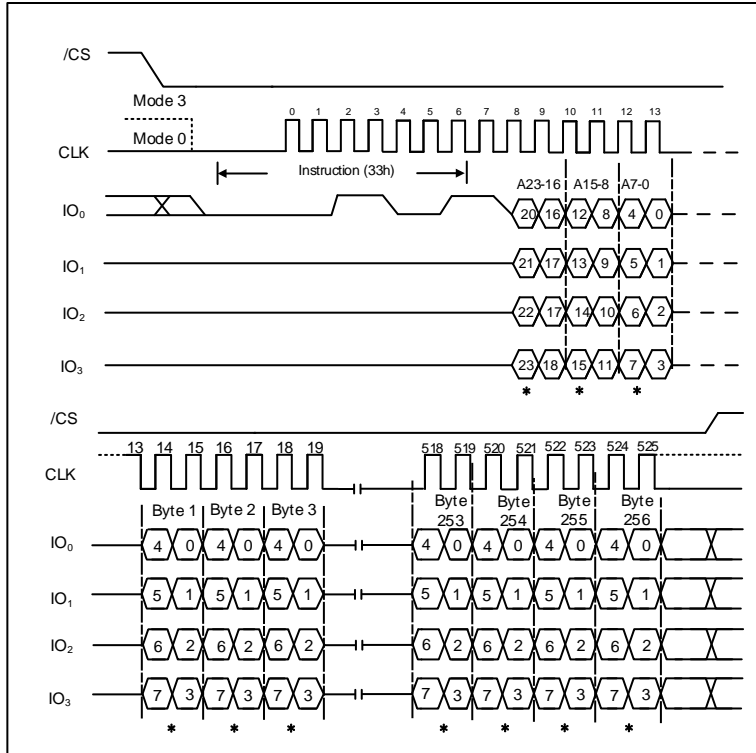 /CS
Mode 3
0 1 2 3 4 5 6 7 8 9 10 11 12 13
Mode 0
CLK
Instruction (33h)
A23-16 A15-8 A7-0
IO0 20 16 12 8 4 0
IO1 21 17 13 9 5 1
IO2 22 17 14 10 6 2
IO3 23 18 15 11 7 3
* * *
/CS
13 14 15 16 17 18 19 518 519 520 521 522 523 524 525
CLK
Byte 1 Byte 2 Byte 3 Byte 253 Byte 254 Byte 255 Byte 256
IO0 4 0 4 0 4 0 4 0 4 0 4 0 4 0
IO1 5 1 5 1 5 1 5 1 5 1 5 1 5 1
IO2 6 2 6 2 6 2 6 2 6 2 6 2 6 2
IO3 7 3 7 3 7 3 7 3 7 3 7 3 7 3
* * * * * * *